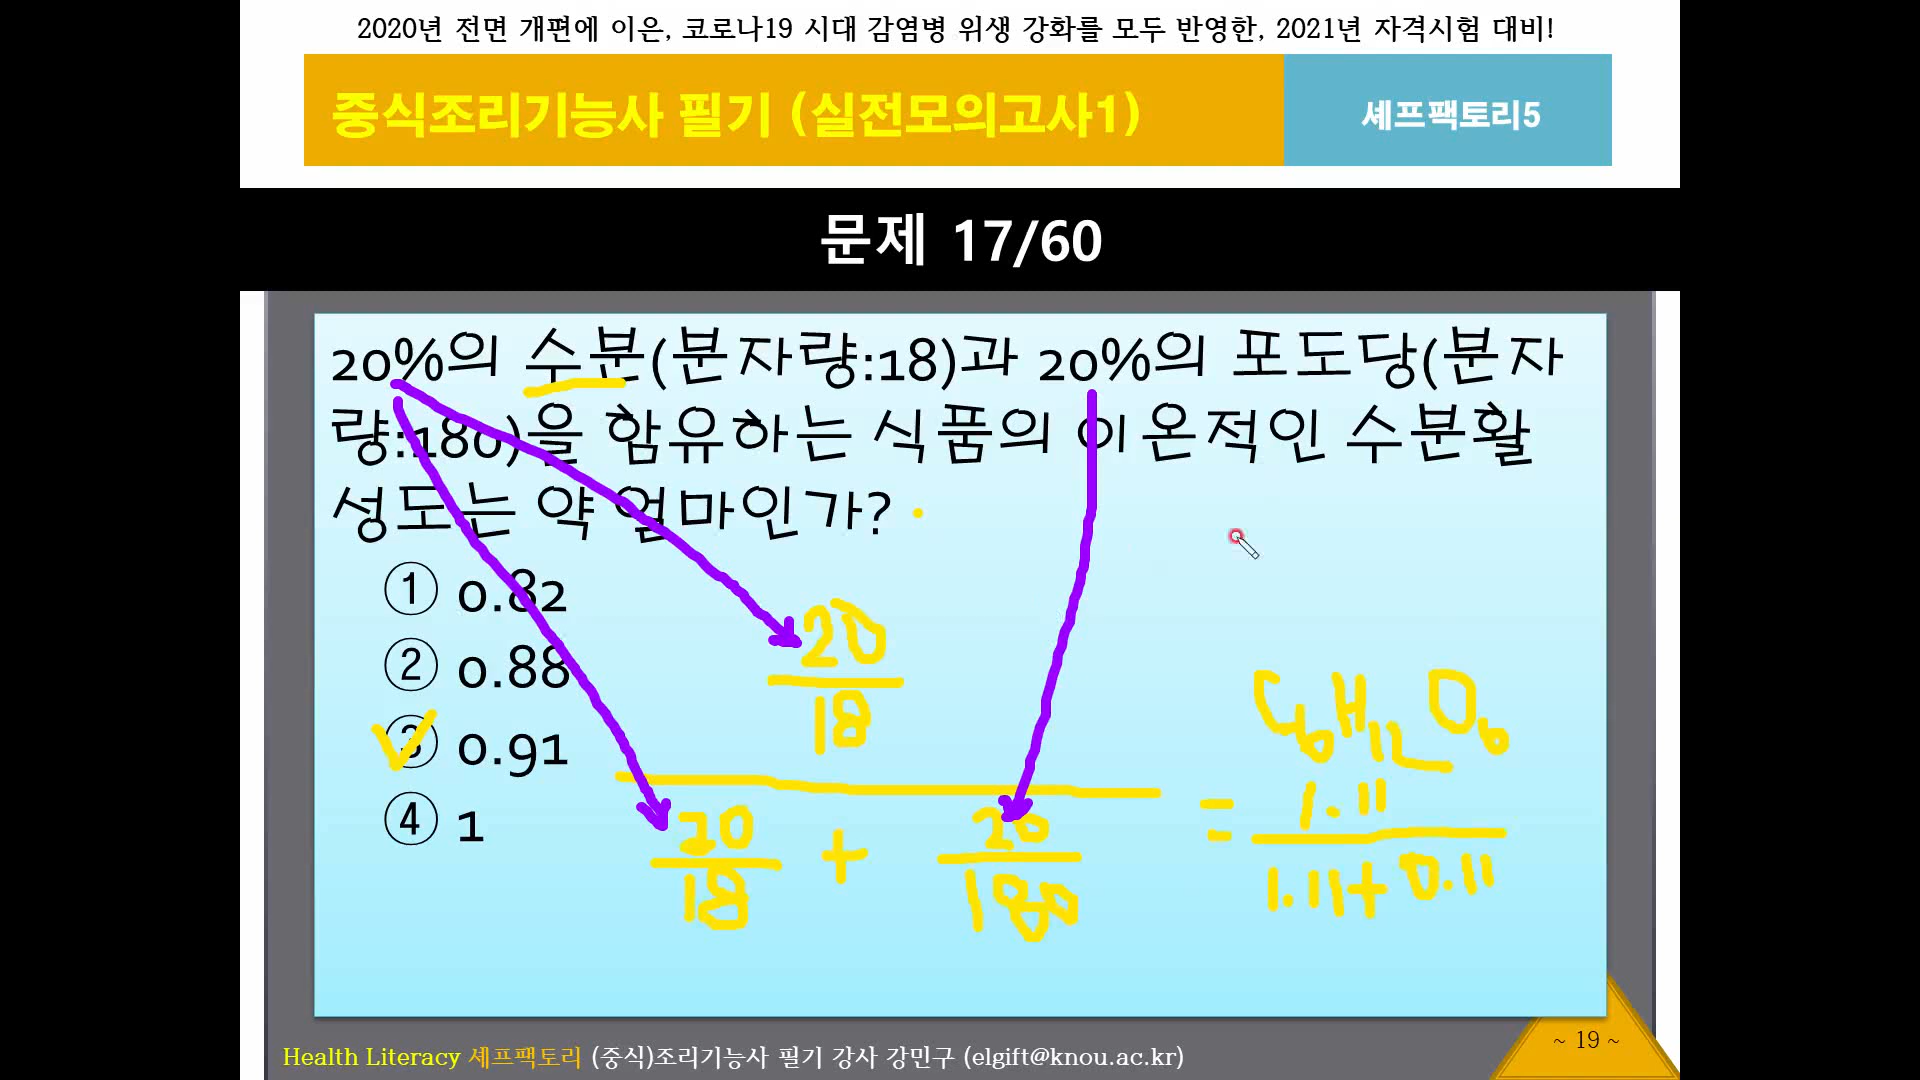 2020년 전면 개편에 이은, 코로나19 시대 감염병 위생 강화를 모두 반영한, 2021년 자격시험 대비!
중식조리기능사 필기 (실전모의고사1)
셰프팩토리5
문제 17/60
20%의 수분(분자량:18)과 20%의 포도당(분자
량:180)을 함유하는 식품의 이온적인 수분활
성도는 약 얼마인가?
① 0.82
② 0.88
③ 0.91
④ 1
20
18
20
18
+
20
180
=
C6H12O6
1.11
1.11+0.11
~ 19 ~
Health Literacy 셰프팩토리 (중식)조리기능사 필기 강사 강민구 (elgift@knou.ac.kr)